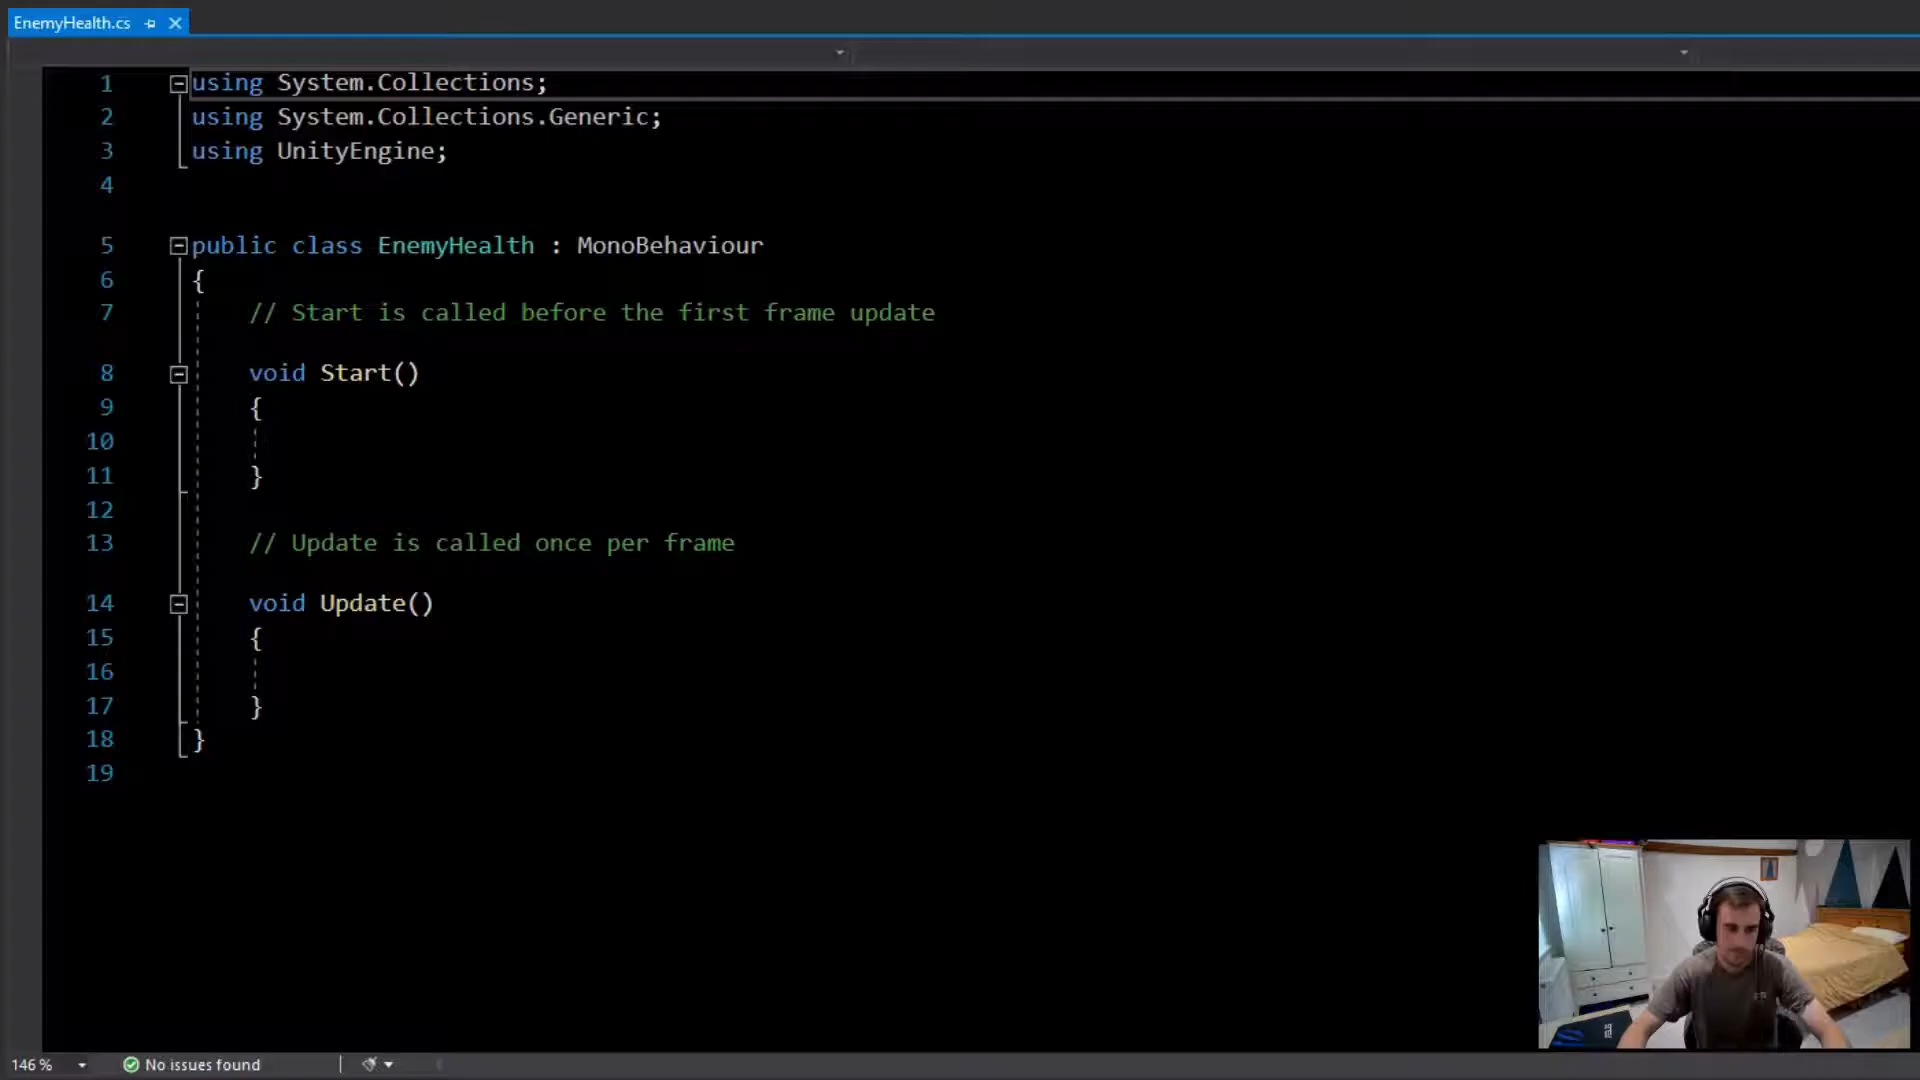 EnemyHealth.cs
1 using System.Collections;
2 using System.Collections.Generic;
3 using UnityEngine;
4
5 public class EnemyHealth : MonoBehaviour
6 {
7 // Start is called before the first frame update
8 void Start()
9 {
10
11 }
12
13 // Update is called once per frame
14 void Update()
15 {
16
17 }
18 }
19
146 % No issues found